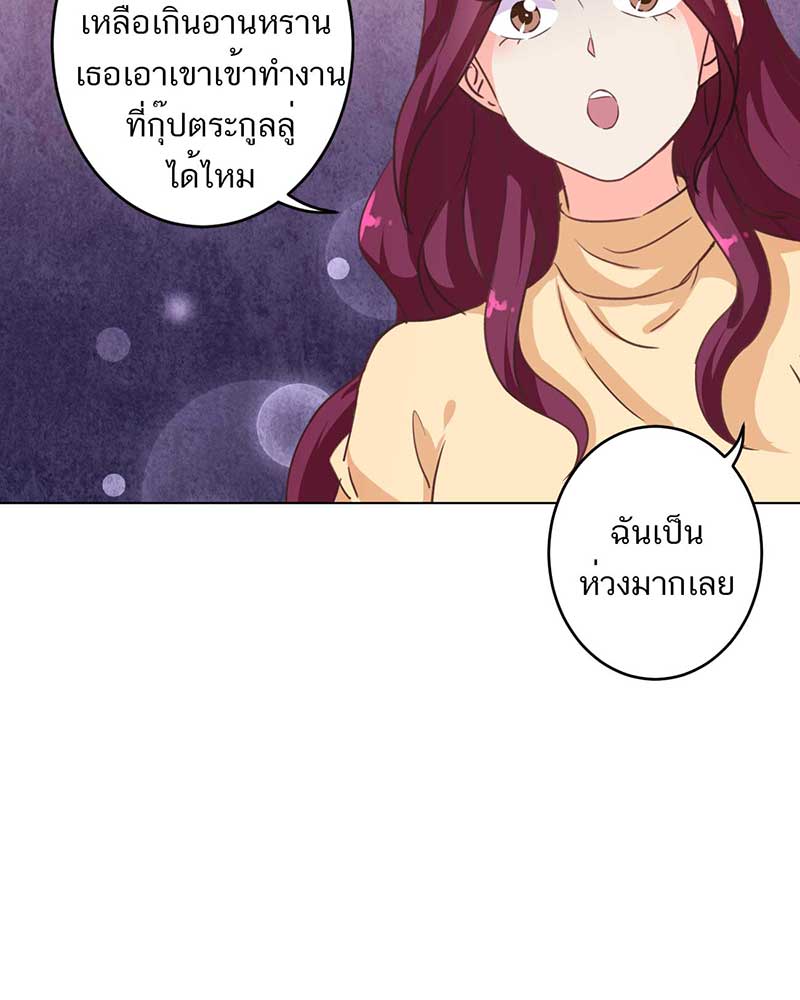 เหลือเกินอานหราน
เธอเอาเขาเข้าทำงาน
ที่กุ๊ปตระกูลลู่
ได้ไหม
ฉันเป็น
ห่วงมากเลย